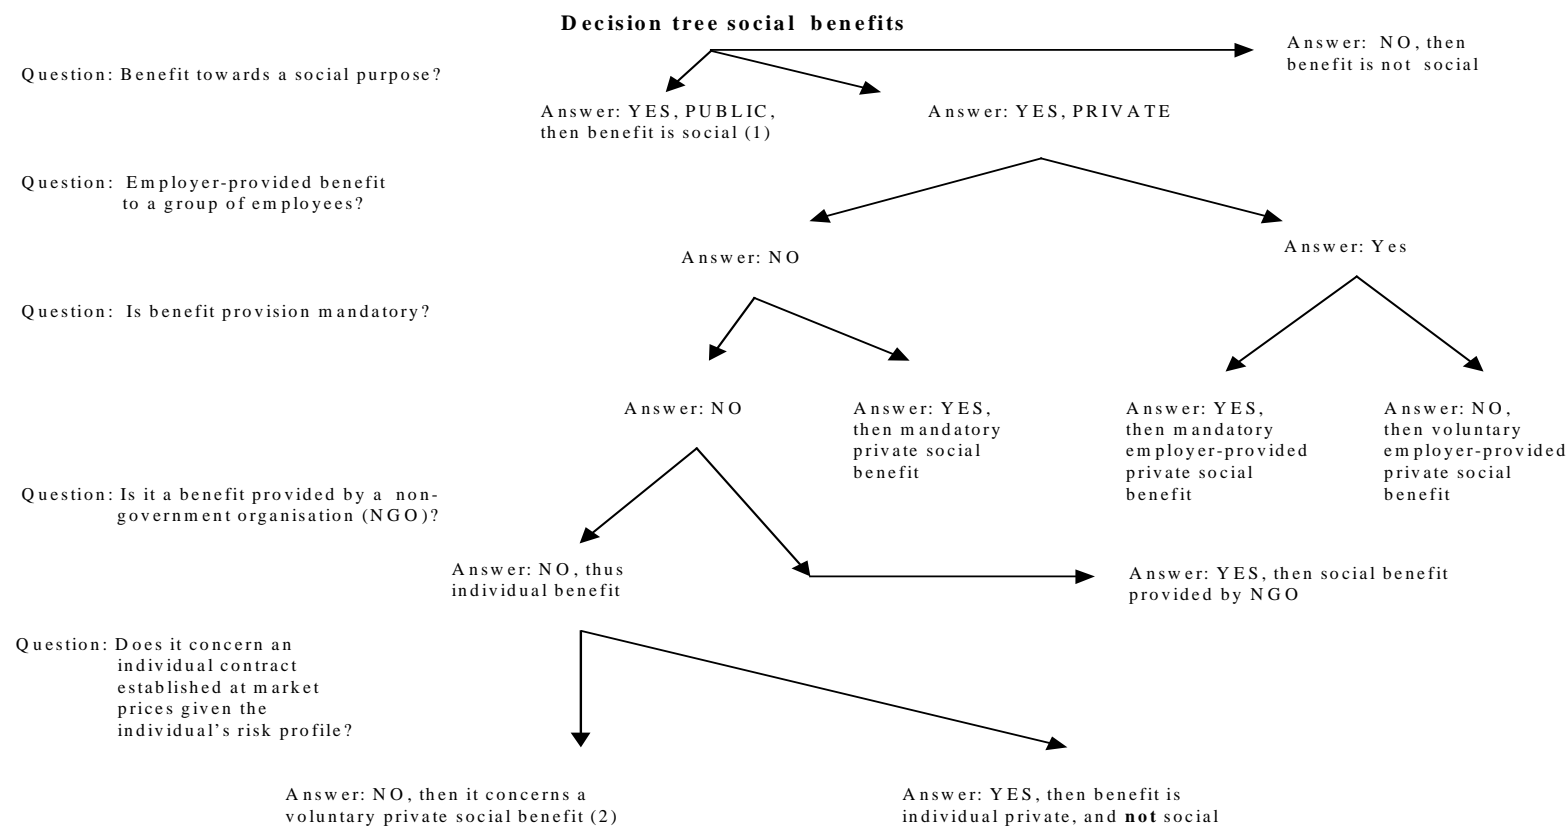 Decision tree social benefits
Answer: NO, then
benefit is not social
Question: Benefit towards a social purpose?
Answer: YES, PUBLIC,
then benefit is social (1)
Answer: YES, PRIVATE
Question: Employer-provided benefit
to a group of employees?
Answer: NO
Answer: Yes
Question: Is benefit provision mandatory?
Answer: NO
Answer: YES,
then mandatory
private social
benefit
Answer: YES,
then mandatory
employer-provided
private social
benefit
Answer: NO,
then voluntary
employer-provided
private social
benefit
Question: Is it a benefit provided by a non-
government organisation (NGO)?
Answer: NO, thus
individual benefit
Answer: YES, then social benefit
provided by NGO
Question: Does it concern an
individual contract
established at market
prices given the
individual's risk profile?
Answer: NO, then it concerns a
voluntary private social benefit (2)
Answer: YES, then benefit is
individual private, and not social